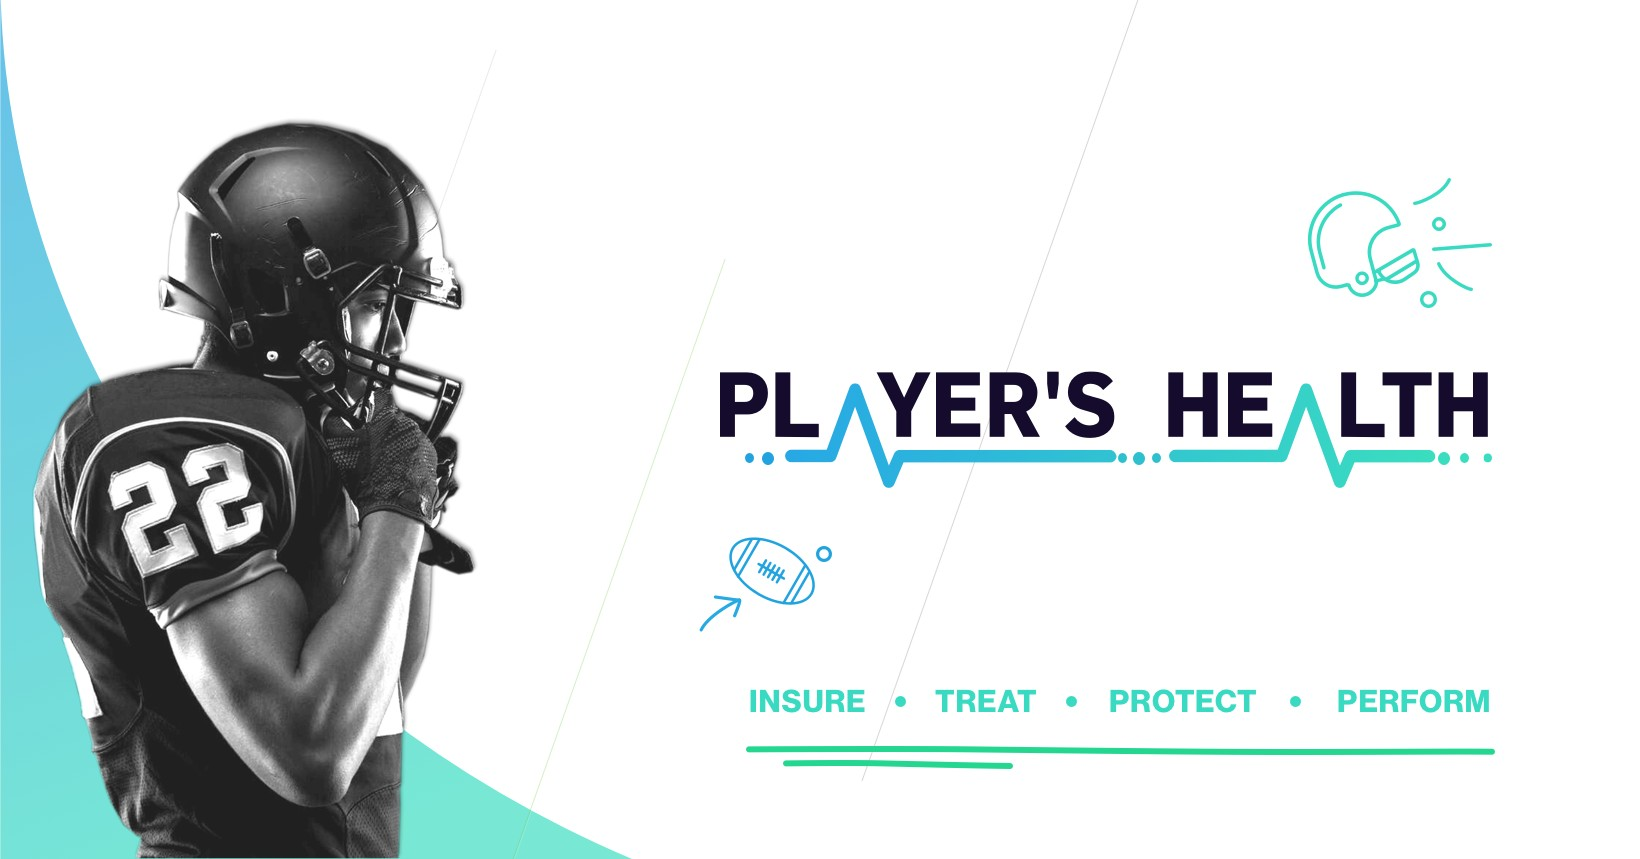 22
PLAYER'S HEALTH
INSURE • TREAT • PROTECT • PERFORM